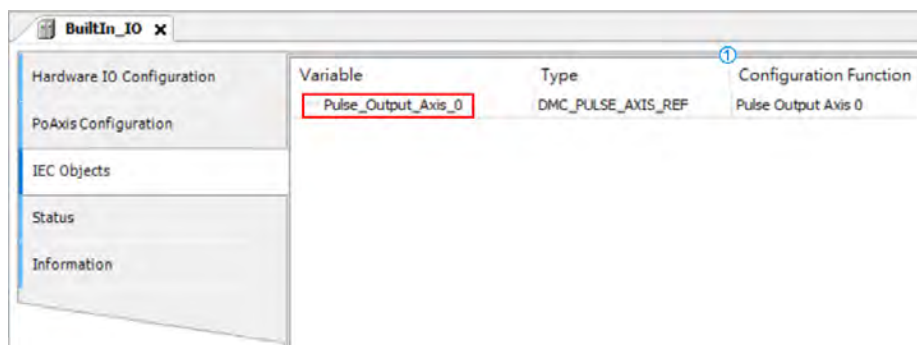 BuiltIn_IO x
Hardware IO Configuration
PoAxis Configuration
IEC Objects
Status
Information
①
Variable Type Configuration Function
Pulse_Output_Axis_0 DMC_PULSE_AXIS_REF Pulse Output Axis 0